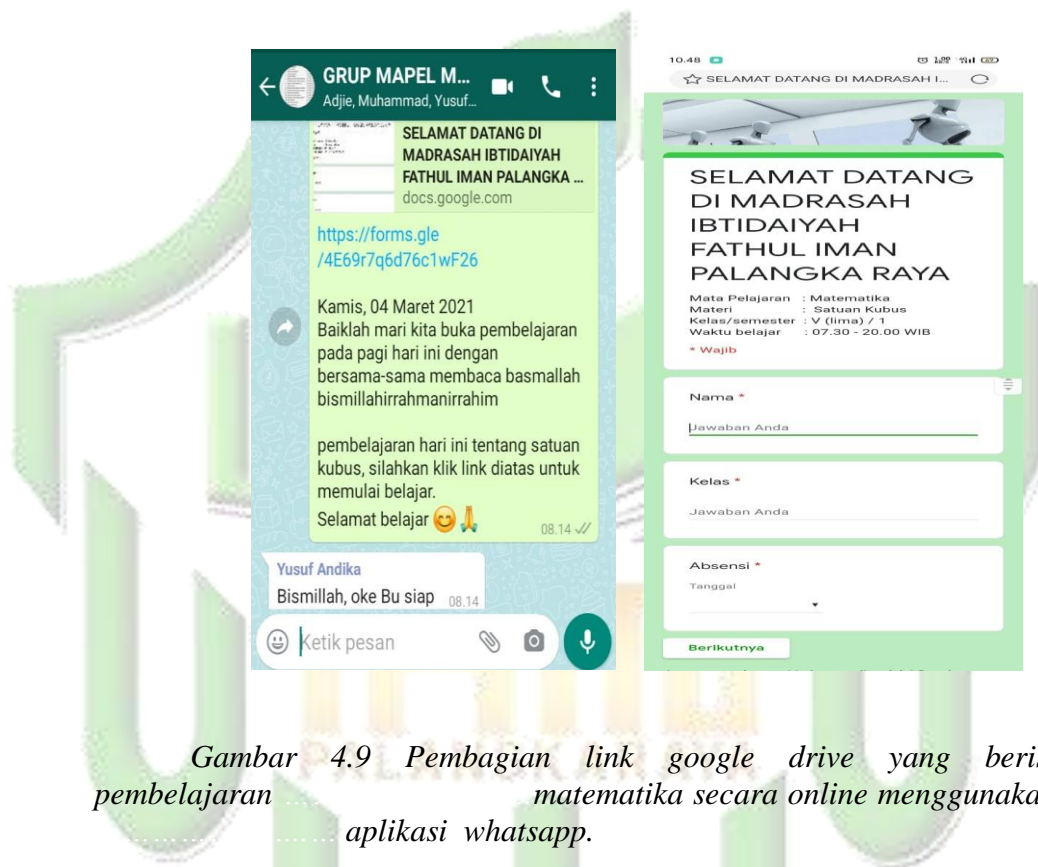 GRUP MAPEL M...
Adjie, Muhammad, Yusuf...
SELAMAT DATANG DI
MADRASAH IBTIDAIYAH
FATHUL IMAN PALANGKA ...
docs.google.com
https://forms.gle
/4E69r7q6d76c1wF26
Kamis, 04 Maret 2021
Baiklah mari kita buka pembelajaran
pada pagi hari ini dengan
bersama-sama membaca basmallah
bismillahirrahmanirrahim
pembelajaran hari ini tentang satuan
kubus, silahkan klik link diatas untuk
memulai belajar.
Selamat belajar 😊🙏
08.14
Yusuf Andika
Bismillah, oke Bu siap 08.14
Ketik pesan
10.48
SELAMAT DATANG DI MADRASAH I...
SELAMAT DATANG
DI MADRASAH
IBTIDAIYAH
FATHUL IMAN
PALANGKA RAYA
Mata Pelajaran : Matematika
Materi : Satuan Kubus
Kelas/semester : V (lima) / 1
Waktu belajar : 07.30 - 20.00 WIB
* Wajib
Nama *
Jawaban Anda
Kelas *
Jawaban Anda
Absensi *
Tanggal
Berikutnya
Gambar 4.9 Pembagian link google drive yang beris
pembelajaran matematika secara online menggunaka
aplikasi whatsapp.